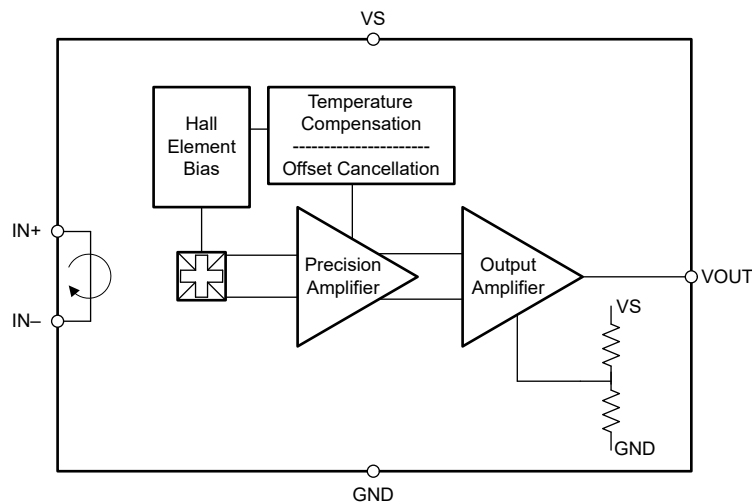 VS
Hall
Element
Bias
Temperature
Compensation
----------------------
Offset Cancellation
IN+
IN–
Precision
Amplifier
Output
Amplifier
VOUT
VS
GND
GND